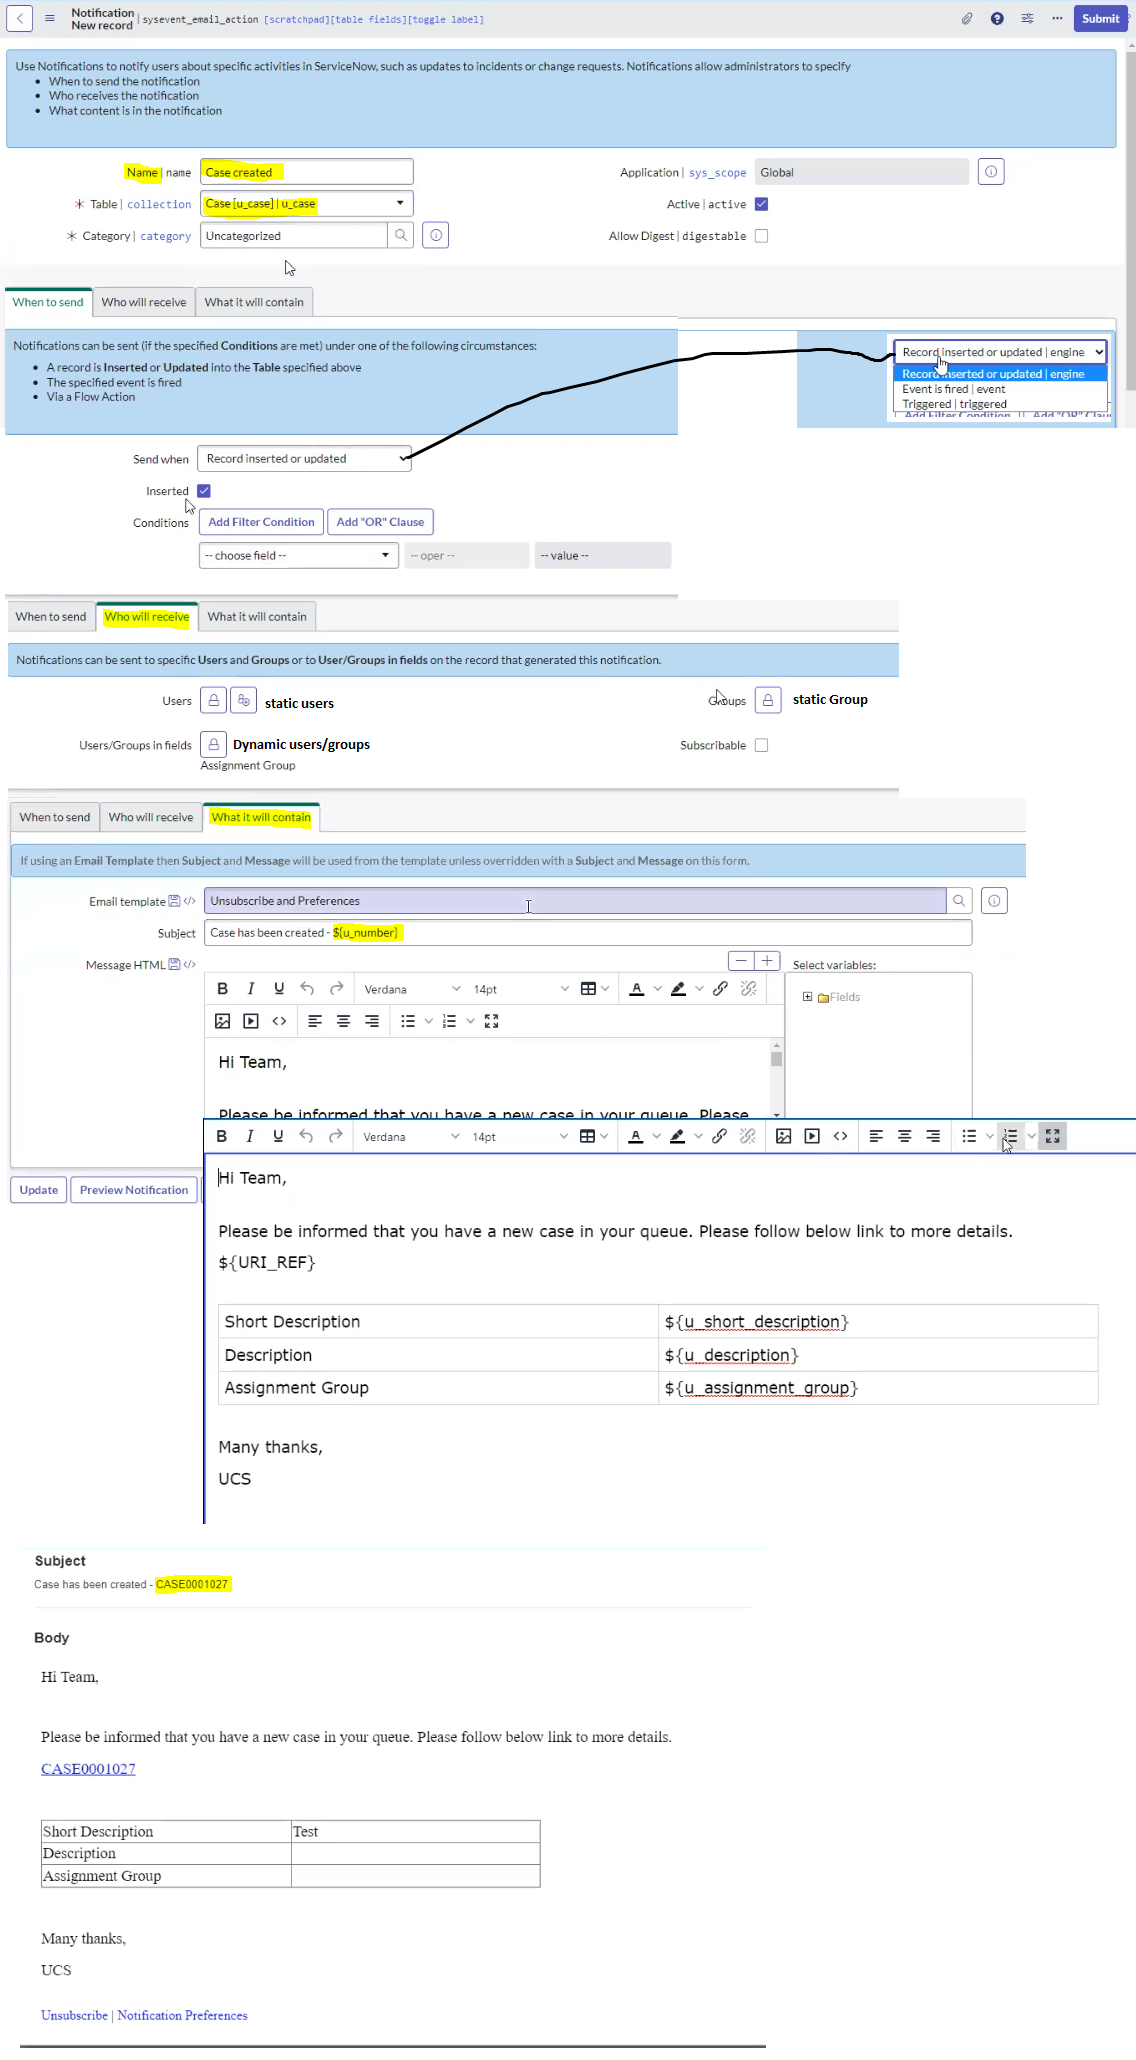 Notification
New record
sysevent_email_action [scratchpad][table fields][toggle label]
Submit
Use Notifications to notify users about specific activities in ServiceNow, such as updates to incidents or change requests. Notifications allow administrators to specify
When to send the notification
Who receives the notification
What content is in the notification
Name | name
Case created
Application | sys_scope
Global
* Table | collection
Case [u_case] | u_case
Active | active
* Category | category
Uncategorized
Allow Digest | digestable
When to send
Who will receive
What it will contain
Notifications can be sent (if the specified Conditions are met) under one of the following circumstances:
A record is Inserted or Updated into the Table specified above
The specified event is fired
Via a Flow Action
Record inserted or updated | engine
Record inserted or updated | engine
Event is fired | event
Triggered | triggered
Add Filter Condition
Add "OR" Clau
Send when
Record inserted or updated
Inserted
Conditions
Add Filter Condition
Add "OR" Clause
-- choose field --
-- oper --
-- value --
When to send
Who will receive
What it will contain
Notifications can be sent to specific Users and Groups or to User/Groups in fields on the record that generated this notification.
Users
static users
Groups
static Group
Users/Groups in fields
Dynamic users/groups
Subscribable
Assignment Group
When to send
Who will receive
What it will contain
If using an Email Template then Subject and Message will be used from the template unless overridden with a Subject and Message on this form.
Email template
Unsubscribe and Preferences
Subject
Case has been created - ${u_number}
Message HTML
Select variables:
B I U
Verdana
14pt
A
Fields
Hi Team,
Please be informed that you have a new case in your queue. Please
B I U
Verdana
14pt
A
Update
Preview Notification
Hi Team,
Please be informed that you have a new case in your queue. Please follow below link to more details.
${URI_REF}
Short Description
${u_short_description}
Description
${u_description}
Assignment Group
${u_assignment_group}
Many thanks,
UCS
Subject
Case has been created - CASE0001027
Body
Hi Team,
Please be informed that you have a new case in your queue. Please follow below link to more details.
CASE0001027
Short Description
Test
Description
Assignment Group
Many thanks,
UCS
Unsubscribe | Notification Preferences